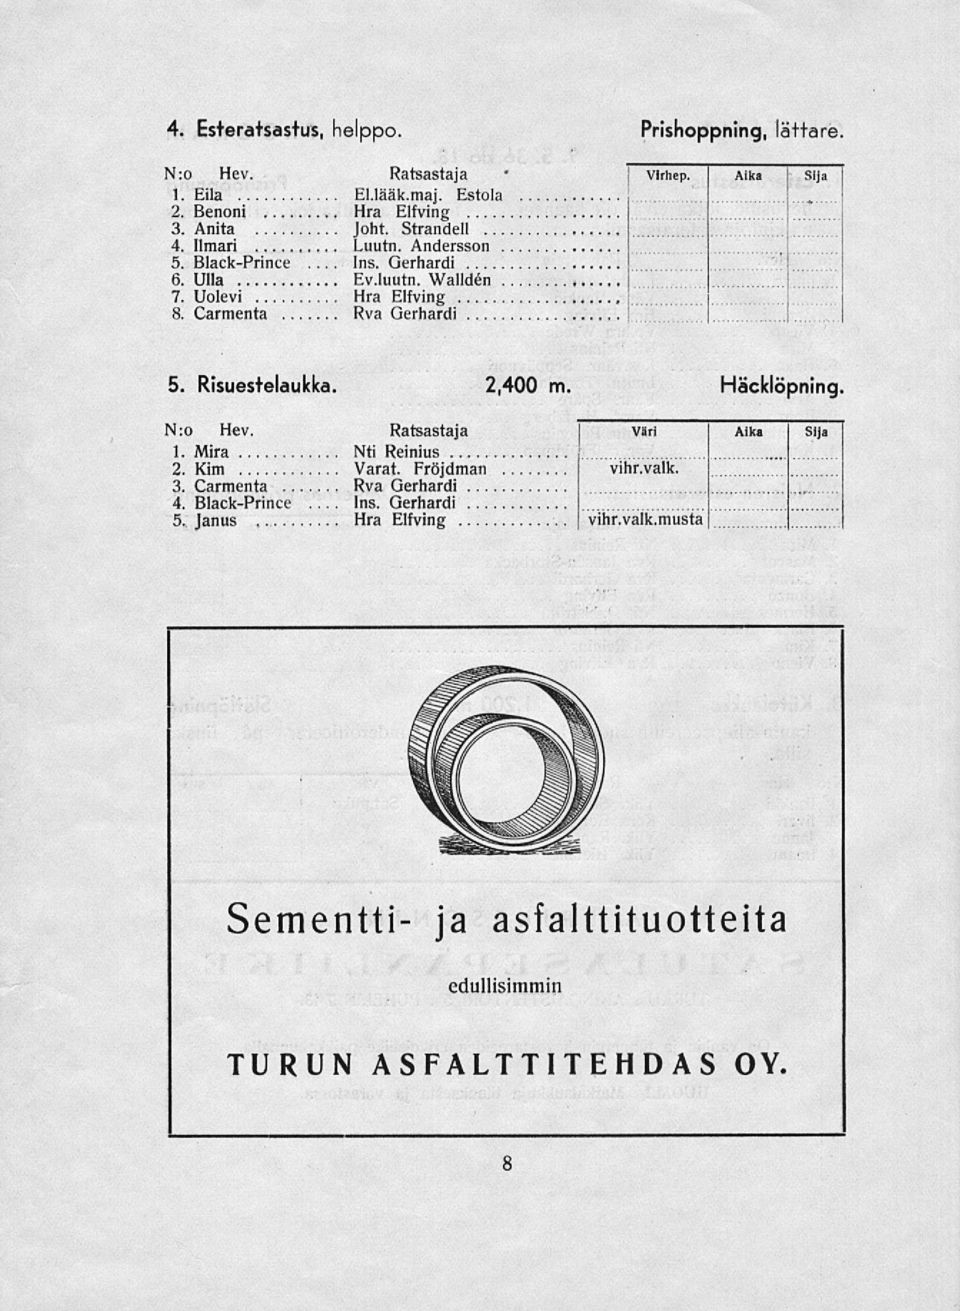 4. Esteratsastus, helppo. Prishoppning, lättare.
N:o Hev. Ratsastaja Virhep. Aika Sija
1. Eila ............ El.lääk.maj. Estola ............
2. Benoni ......... Hra Elfving ..................
3. Anita .......... Joht. Strandell ................
4. Ilmari .......... Luutn. Andersson ..............
5. Black-Prince .... Ins. Gerhardi ..................
6. Ulla ............ Ev.luutn. Walldén ..............
7. Uolevi .......... Hra Elfving ...................
8. Carmenta ....... Rva Gerhardi ..................
5. Risuestelaukka. 2,400 m. Häcklöpning.
N:o Hev. Ratsastaja Väri Aika Sija
1. Mira ............ Nti Reinius ..............
2. Kim ............ Varat. Fröjdman ........ vihr.valk.
3. Carmenta ....... Rva Gerhardi ............
4. Black-Prince .... Ins. Gerhardi ............
5. Janus .......... Hra Elfving ............. vihr.valk.musta
Sementti- ja asfalttituotteita
edullisimmin
TURUN ASFALTTITEHDAS OY.
8